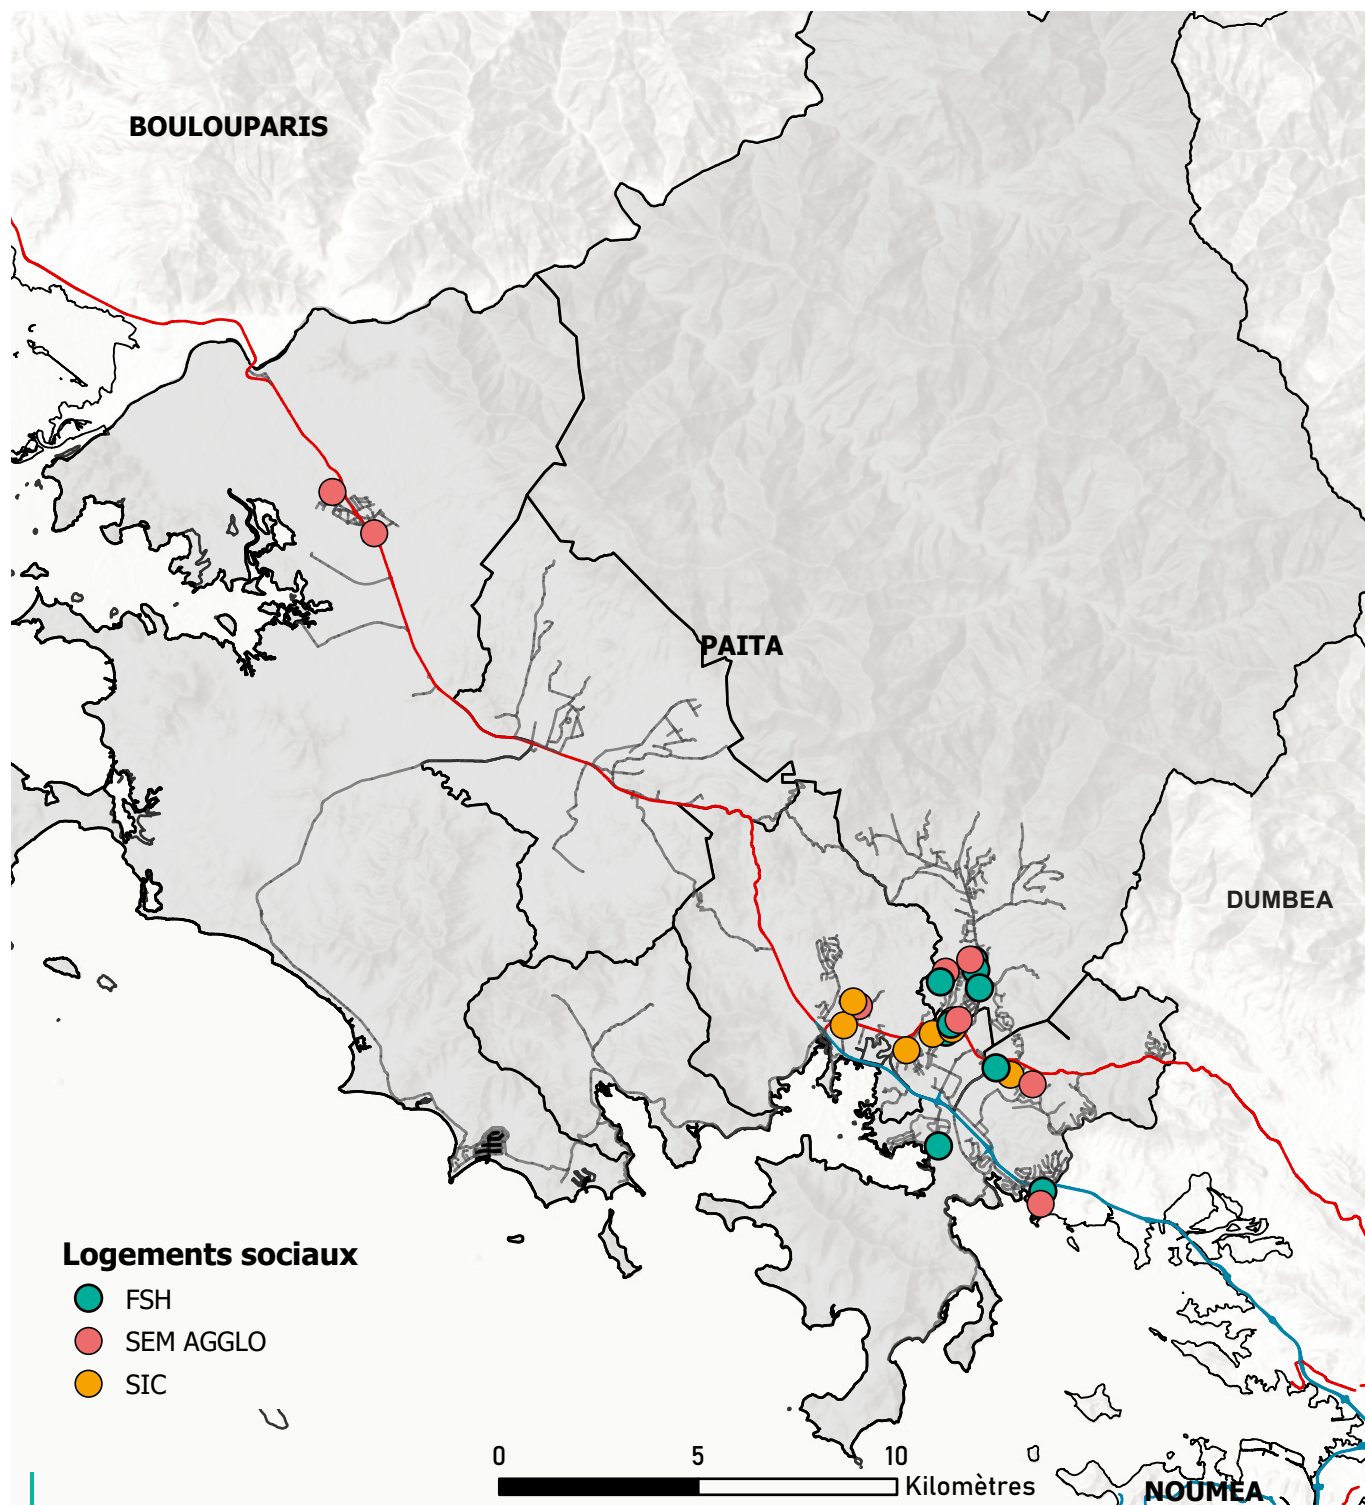 BOULOUPARIS
PAITA
DUMBEA
Logements sociaux
FSH
SEM AGGLO
SIC
0 5 10
Kilomètres
NOUMEA